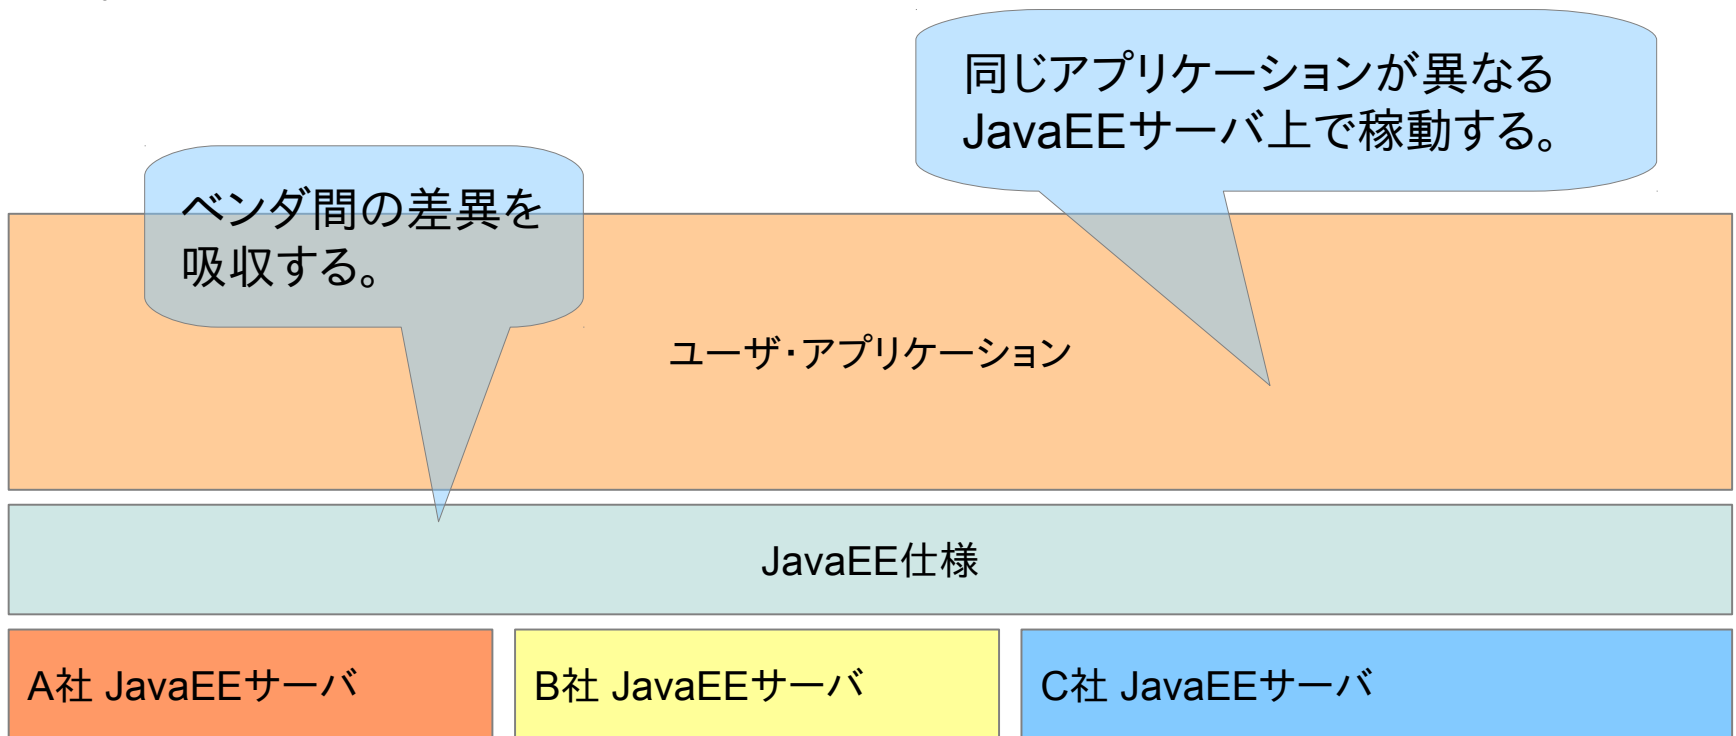 同じアプリケーションが異なる
JavaEEサーバ上で稼動する。
ベンダ間の差異を
吸収する。
ユーザ・アプリケーション
JavaEE仕様
A社 JavaEEサーバ
B社 JavaEEサーバ
C社 JavaEEサーバ